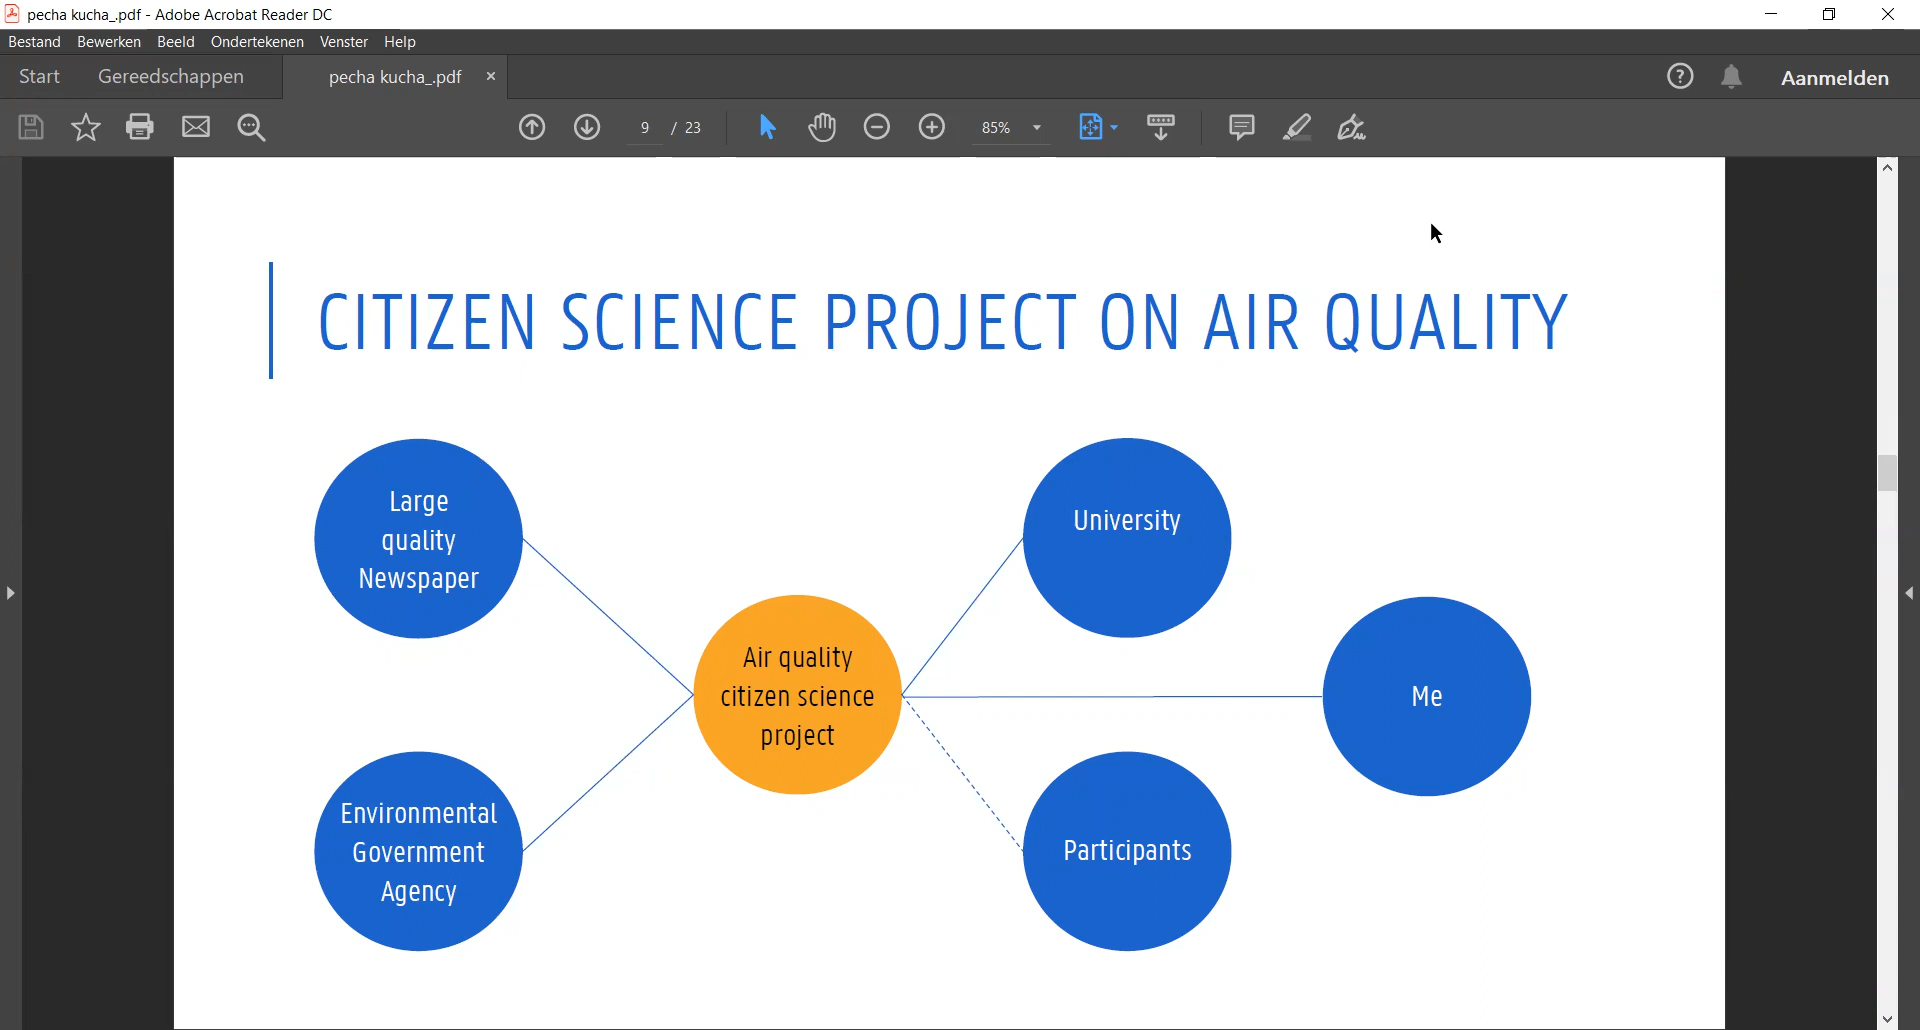 pecha kucha_.pdf - Adobe Acrobat Reader DC
Bestand Bewerken Beeld Ondertekenen Venster Help
Start Gereedschappen pecha kucha_.pdf × ? Aanmelden
9 / 23 85%
CITIZEN SCIENCE PROJECT ON AIR QUALITY
Large
quality
Newspaper
University
Air quality
citizen science
project
Me
Environmental
Government
Agency
Participants